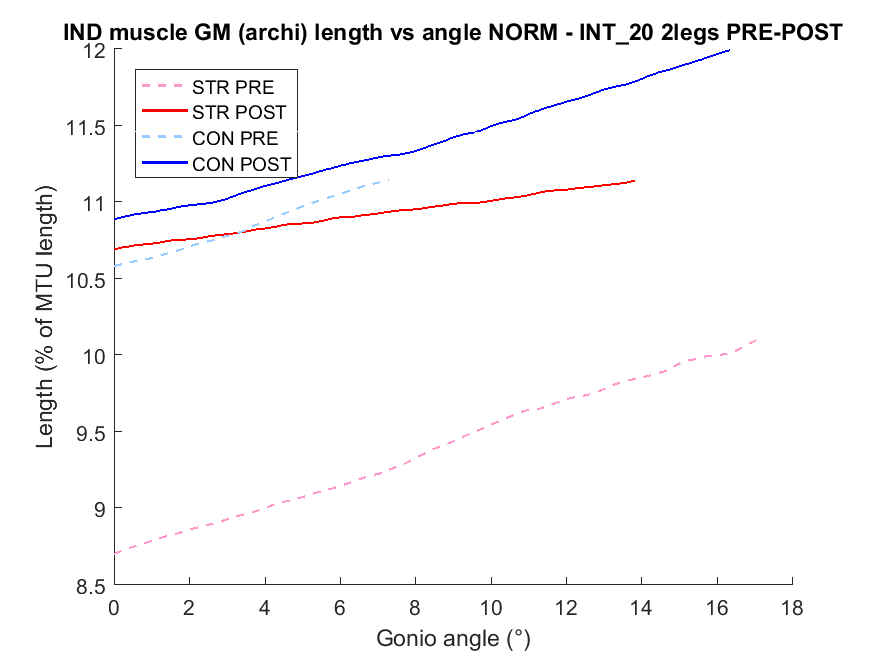 IND muscle GM (archi) length vs angle NORM - INT_20 2legs PRE-POST
12
11.5
11
10.5
10
9.5
9
8.5
Length (% of MTU length)
STR PRE
STR POST
CON PRE
CON POST
0 2 4 6 8 10 12 14 16 18
Gonio angle (°)